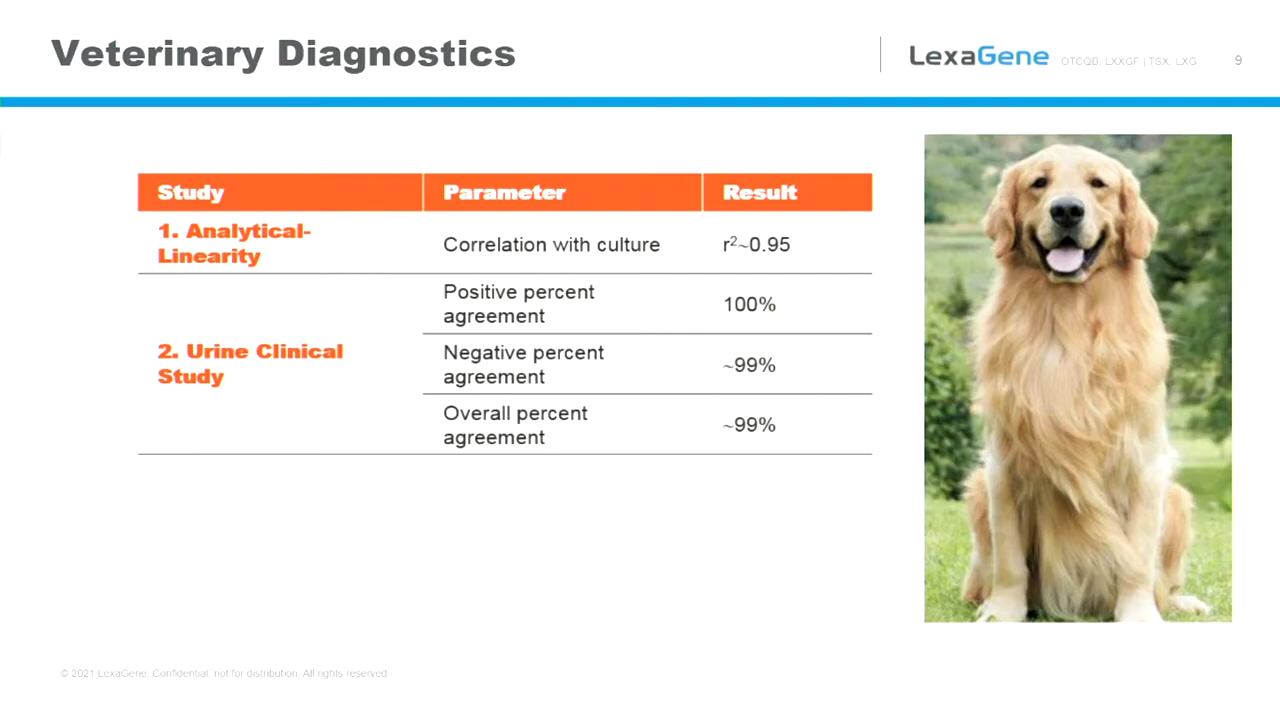 Veterinary Diagnostics
LexaGene OTCQB: LXXGF | TSX: LXG 9
Study Parameter Result
1. Analytical-
Linearity
Correlation with culture r²~0.95
2. Urine Clinical
Study
Positive percent
agreement
100%
Negative percent
agreement
~99%
Overall percent
agreement
~99%
© 2021 LexaGene. Confidential, not for distribution. All rights reserved